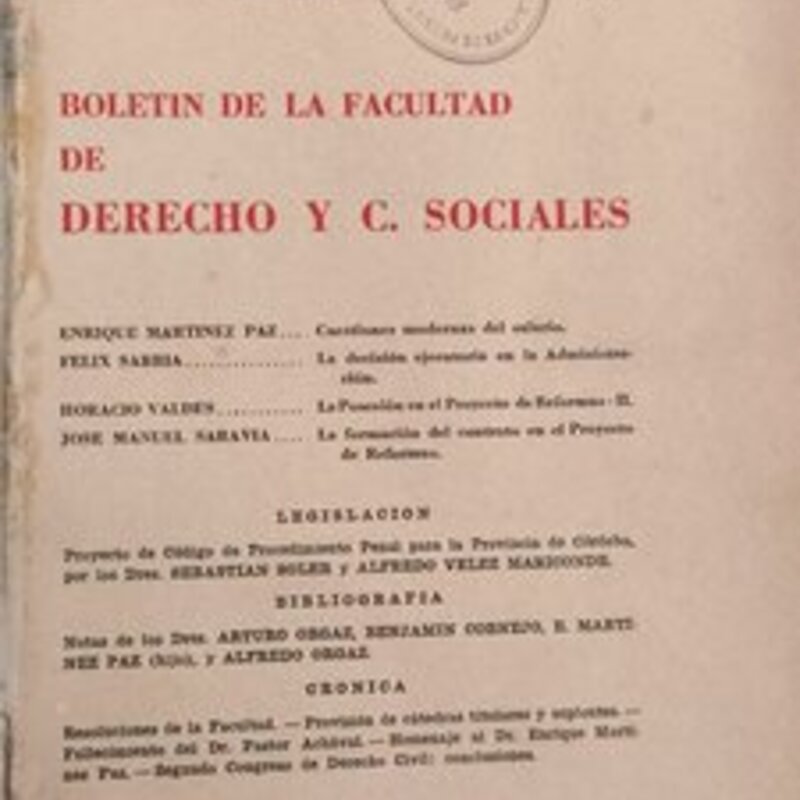 BOLETIN DE LA FACULTAD
DE
DERECHO Y C. SOCIALES
ENRIQUE MARTINEZ PAZ.... Cuestiones modernas del salario.
FELIX SARRIA............... La decisión ejecutoria en la Administra-
ción.
HORACIO VALDES........... La Posesión en el Proyecto de Reformas - II.
JOSE MANUEL SARAVIA.... La formación del contrato en el Proyecto
de Reformas.
LEGISLACION
Proyecto de Código de Procedimiento Penal para la Provincia de Córdoba,
por los Dres. SEBASTIAN SOLER y ALFREDO VELEZ MARICONDE.
BIBLIOGRAFIA
Notas de los Dres. ARTURO ORGAZ, BENJAMIN CORNEJO, E. MARTI-
NEZ PAZ (hijo), y ALFREDO ORGAZ
CRONICA
Resoluciones de la Facultad. — Provisión de cátedras titulares y suplentes. —
Fallecimiento del Dr. Pastor Achával. — Homenaje al Dr. Enrique Martí-
nez Paz. — Segundo Congreso de Derecho Civil: conclusiones.